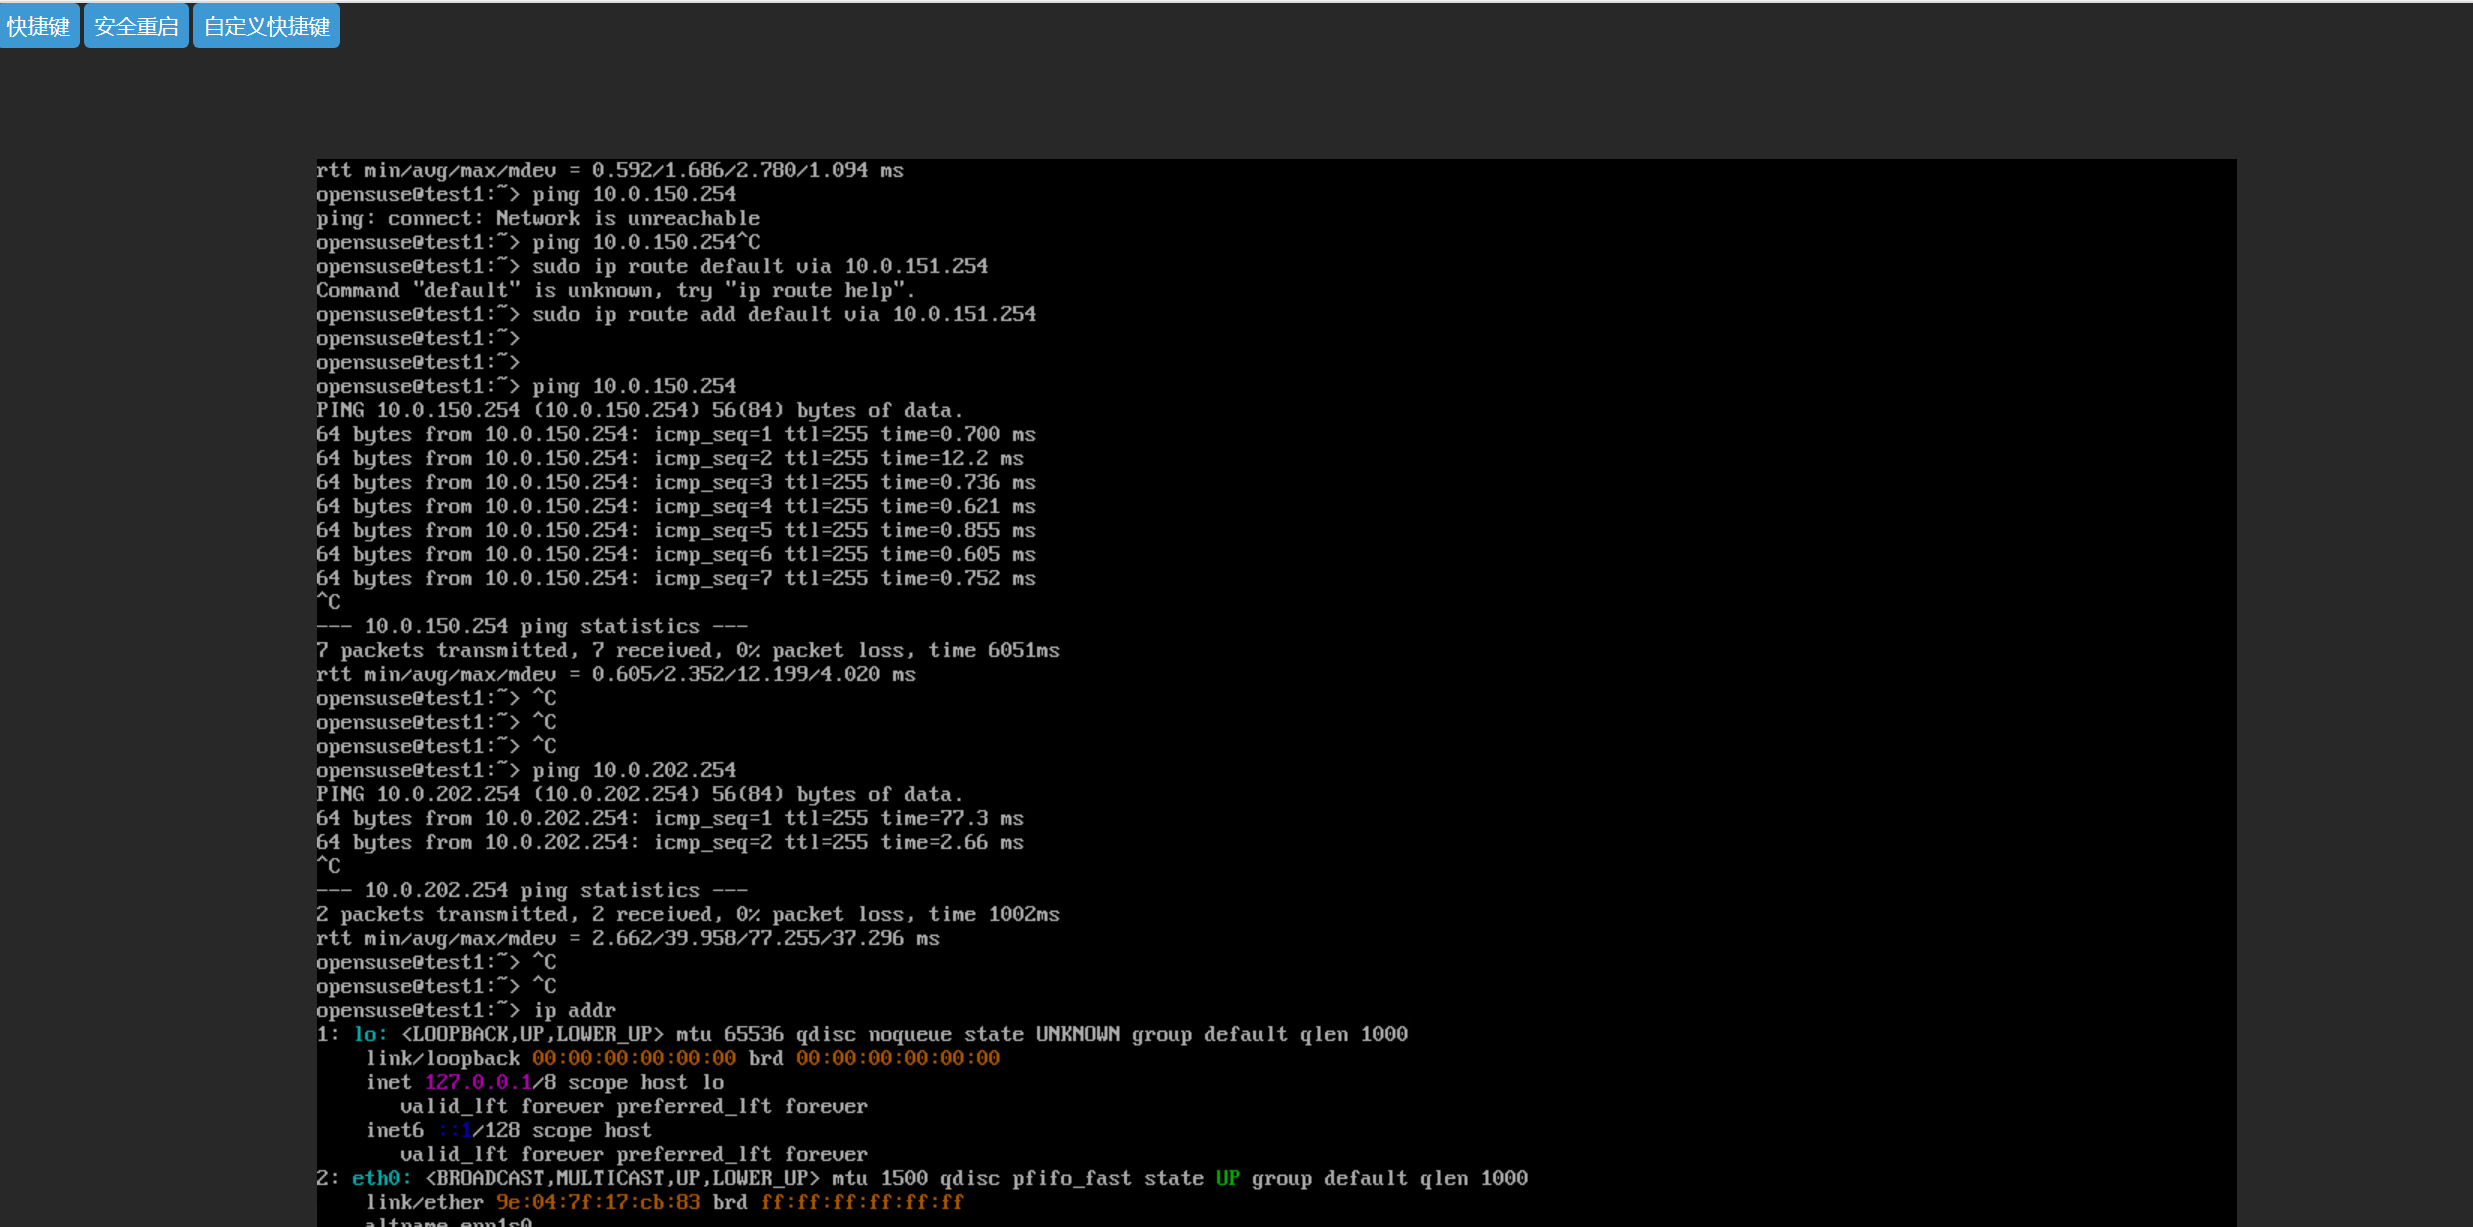 快捷键 安全重启 自定义快捷键
rtt min/avg/max/mdev = 0.592/1.686/2.780/1.094 ms
opensuse@test1:~> ping 10.0.150.254
ping: connect: Network is unreachable
opensuse@test1:~> ping 10.0.150.254^C
opensuse@test1:~> sudo ip route default via 10.0.151.254
Command "default" is unknown, try "ip route help".
opensuse@test1:~> sudo ip route add default via 10.0.151.254
opensuse@test1:~>
opensuse@test1:~>
opensuse@test1:~> ping 10.0.150.254
PING 10.0.150.254 (10.0.150.254) 56(84) bytes of data.
64 bytes from 10.0.150.254: icmp_seq=1 ttl=255 time=0.700 ms
64 bytes from 10.0.150.254: icmp_seq=2 ttl=255 time=12.2 ms
64 bytes from 10.0.150.254: icmp_seq=3 ttl=255 time=0.736 ms
64 bytes from 10.0.150.254: icmp_seq=4 ttl=255 time=0.621 ms
64 bytes from 10.0.150.254: icmp_seq=5 ttl=255 time=0.855 ms
64 bytes from 10.0.150.254: icmp_seq=6 ttl=255 time=0.605 ms
64 bytes from 10.0.150.254: icmp_seq=7 ttl=255 time=0.752 ms
^C
--- 10.0.150.254 ping statistics ---
7 packets transmitted, 7 received, 0% packet loss, time 6051ms
rtt min/avg/max/mdev = 0.605/2.352/12.199/4.020 ms
opensuse@test1:~> ^C
opensuse@test1:~> ^C
opensuse@test1:~> ^C
opensuse@test1:~> ping 10.0.202.254
PING 10.0.202.254 (10.0.202.254) 56(84) bytes of data.
64 bytes from 10.0.202.254: icmp_seq=1 ttl=255 time=77.3 ms
64 bytes from 10.0.202.254: icmp_seq=2 ttl=255 time=2.66 ms
^C
--- 10.0.202.254 ping statistics ---
2 packets transmitted, 2 received, 0% packet loss, time 1002ms
rtt min/avg/max/mdev = 2.662/39.958/77.255/37.296 ms
opensuse@test1:~> ^C
opensuse@test1:~> ^C
opensuse@test1:~> ip addr
1: lo: <LOOPBACK,UP,LOWER_UP> mtu 65536 qdisc noqueue state UNKNOWN group default qlen 1000
    link/loopback 00:00:00:00:00:00 brd 00:00:00:00:00:00
    inet 127.0.0.1/8 scope host lo
       valid_lft forever preferred_lft forever
    inet6 ::1/128 scope host
       valid_lft forever preferred_lft forever
2: eth0: <BROADCAST,MULTICAST,UP,LOWER_UP> mtu 1500 qdisc pfifo_fast state UP group default qlen 1000
    link/ether 9e:04:7f:17:cb:83 brd ff:ff:ff:ff:ff:ff
    altname enp1s0